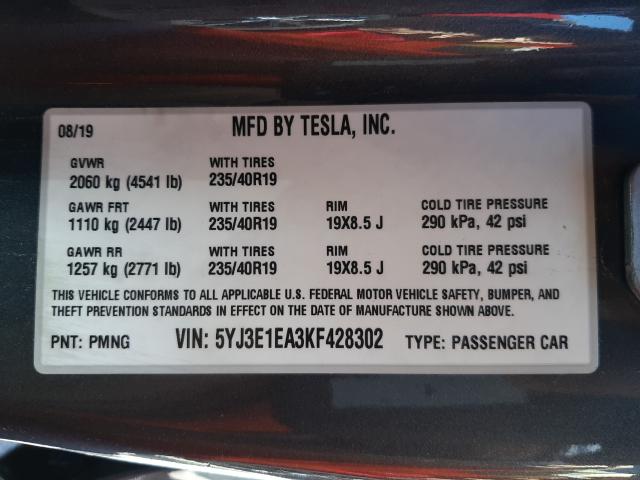 08/19 MFD BY TESLA, INC.
GVWR WITH TIRES
2060 kg (4541 lb) 235/40R19
GAWR FRT WITH TIRES RIM COLD TIRE PRESSURE
1110 kg (2447 lb) 235/40R19 19X8.5 J 290 kPa, 42 psi
GAWR RR WITH TIRES RIM COLD TIRE PRESSURE
1257 kg (2771 lb) 235/40R19 19X8.5 J 290 kPa, 42 psi
THIS VEHICLE CONFORMS TO ALL APPLICABLE U.S. FEDERAL MOTOR VEHICLE SAFETY, BUMPER, AND
THEFT PREVENTION STANDARDS IN EFFECT ON THE DATE OF MANUFACTURE SHOWN ABOVE.
PNT: PMNG VIN: 5YJ3E1EA3KF428302 TYPE: PASSENGER CAR